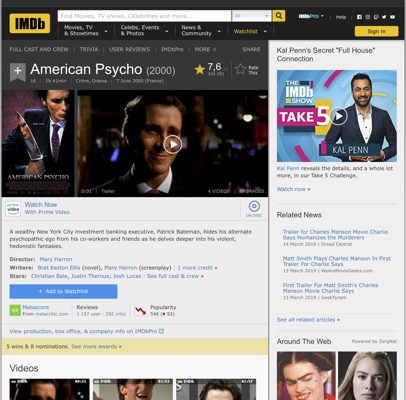 IMDb
Find Movies, TV shows, Celebrities and more...
All
IMDbPro
Help
Movies, TV
& Showtimes
Celebs, Events
& Photos
News &
Community
Watchlist
Sign in
FULL CAST AND CREW | TRIVIA | USER REVIEWS | IMDbPro | MORE
SHARE
American Psycho (2000)
7,6
Rate
This
16 | 1h 41min | Crime, Drama | 7 June 2000 (France)
AMERICAN PSYCHO
Trailer
4 VIDEOS
IMAGES
prime video
Watch Now
With Prime Video
ON DISC
A wealthy New York City investment banking executive, Patrick Bateman, hides his alternate
psychopathic ego from his co-workers and friends as he delves deeper into his violent,
hedonistic fantasies.
Director: Mary Harron
Writers: Bret Easton Ellis (novel), Mary Harron (screenplay) | 1 more credit »
Stars: Christian Bale, Justin Theroux, Josh Lucas | See full cast & crew »
+ Add to Watchlist
64
Metascore
From metacritic.com
Reviews
1 157 user | 292 critic
Popularity
546 ( 53)
View production, box office, & company info on IMDbPro
5 wins & 8 nominations. See more awards »
Videos
Kal Penn's Secret "Full House"
Connection
THE IMDb SHOW
TAKE 5
KAL PENN
Kal Penn reveals the details, and a whole lot
more, in our Take 5 Challenge.
Watch now »
Related News
Trailer for Charles Manson Movie Charlie
Says Humanizes the Murderers
14 March 2019 | Dread Central
Matt Smith is Charles Manson In First
Trailer For Charlie Says
13 March 2019 | WeAreMovieGeeks.com
First Trailer For Matt Smith's Charles
Manson Movie Charlie Says
13 March 2019 | GeekTyrant
See all related articles »
Around The Web
Powered by ZergNet